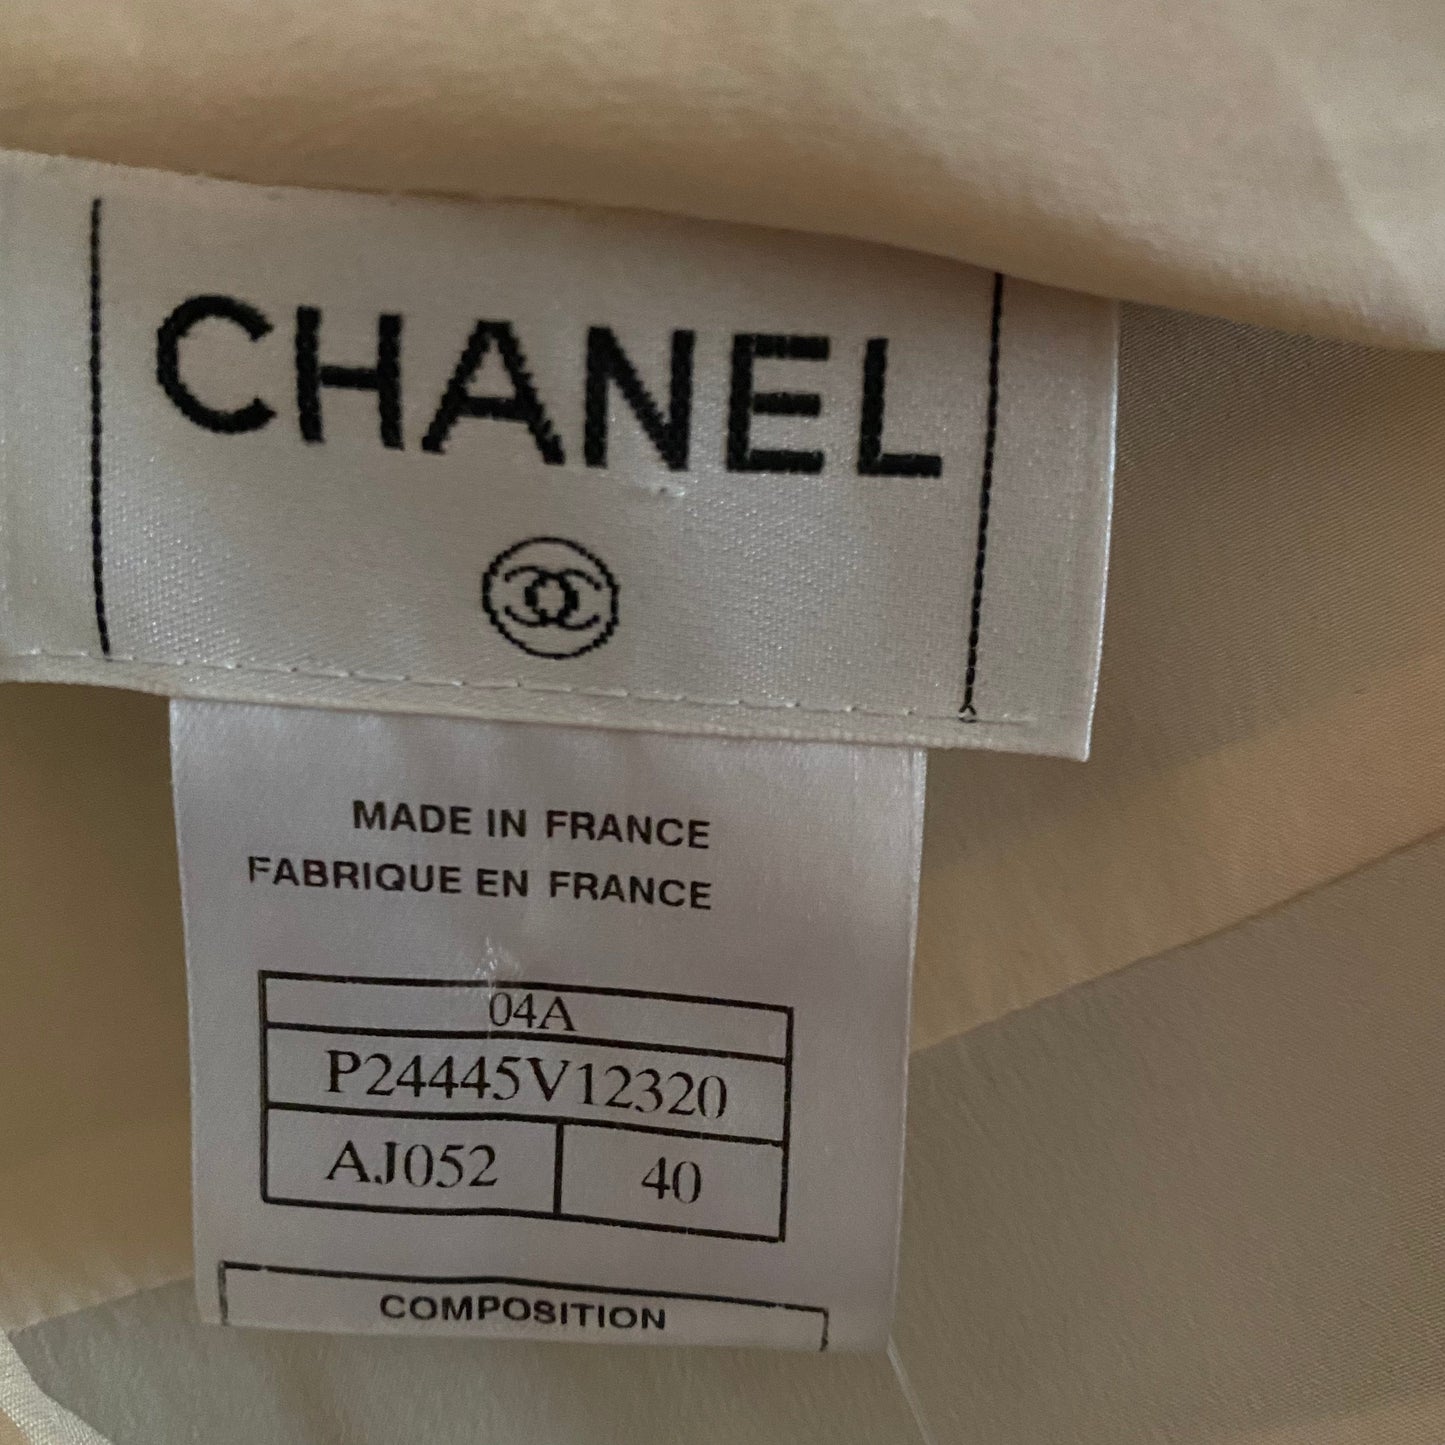 CHANEL
MADE IN FRANCE
FABRIQUE EN FRANCE
04A
P24445V12320
AJ052 40
COMPOSITION